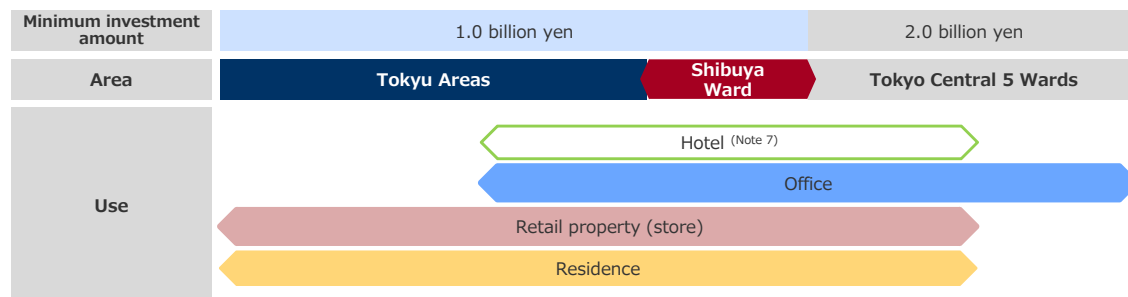 Minimum investment
amount
1.0 billion yen
2.0 billion yen
Area
Tokyu Areas
Shibuya
Ward
Tokyo Central 5 Wards
Use
Hotel (Note 7)
Office
Retail property (store)
Residence